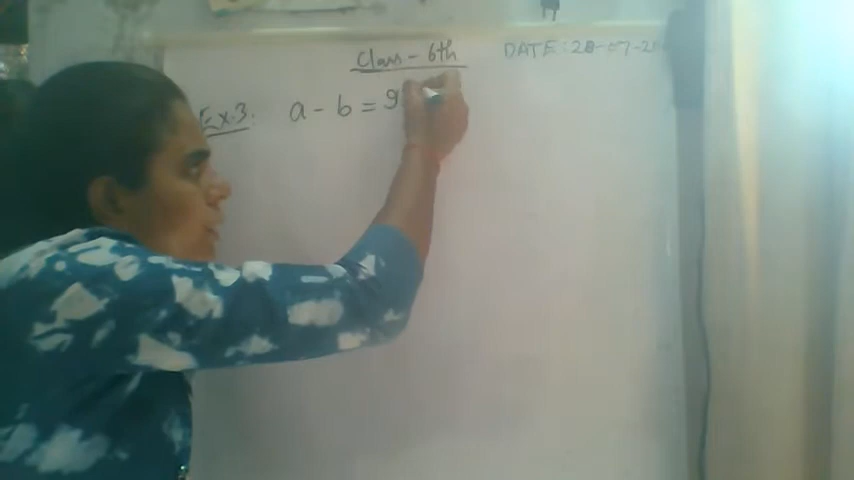 Class - 6th
DATE: 28-07-2
Ex.3: a - b = 9